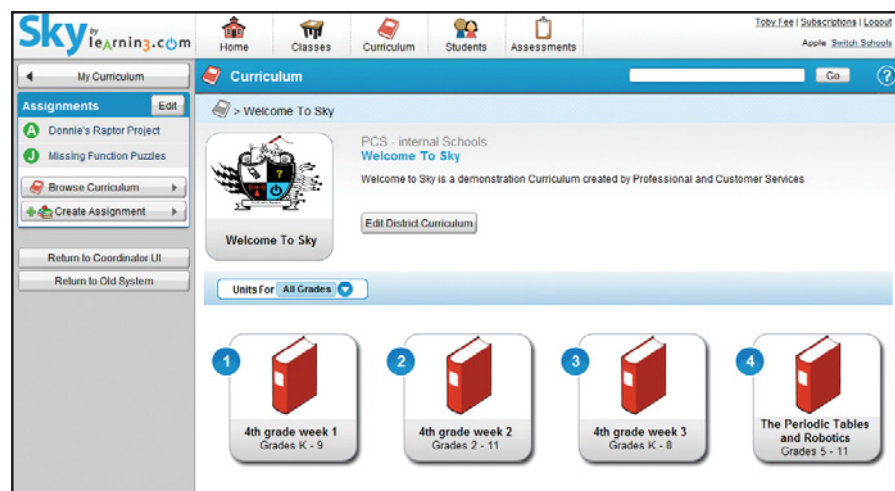 Sky by learning.com
Home
Classes
Curriculum
Students
Assessments
Toby Fee | Subscriptions | Logout
Apple Switch Schools
My Curriculum
Assignments
Edit
A Donnie's Raptor Project
J Missing Function Puzzles
Browse Curriculum
Create Assignment
Return to Coordinator UI
Return to Old System
Curriculum
Go
?
> Welcome To Sky
?
Welcome To Sky
PCS - internal Schools
Welcome To Sky
Welcome to Sky is a demonstration Curriculum created by Professional and Customer Services
Edit District Curriculum
Units For All Grades
1
4th grade week 1
Grades K - 9
2
4th grade week 2
Grades 2 - 11
3
4th grade week 3
Grades K - 8
4
The Periodic Tables
and Robotics
Grades 5 - 11